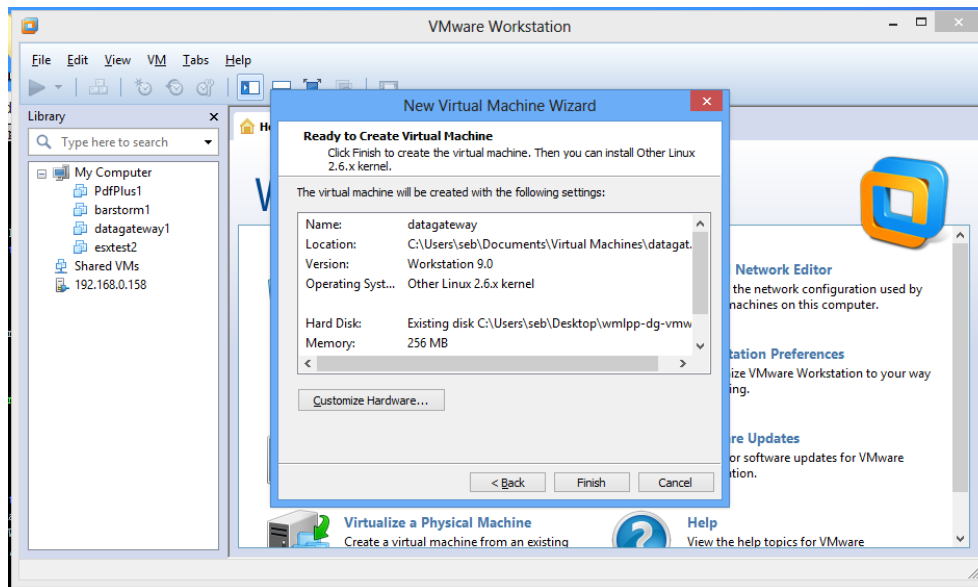 VMware Workstation
File Edit View VM Tabs Help
Library
Type here to search
My Computer
PdfPlus1
barstorm1
datagateway1
esxtest2
Shared VMs
192.168.0.158
New Virtual Machine Wizard
Ready to Create Virtual Machine
Click Finish to create the virtual machine. Then you can install Other Linux
2.6.x kernel.
The virtual machine will be created with the following settings:
Name: datagateway
Location: C:\Users\seb\Documents\Virtual Machines\datagat.
Version: Workstation 9.0
Operating Syst... Other Linux 2.6.x kernel
Hard Disk: Existing disk C:\Users\seb\Desktop\wmlpp-dg-vmw
Memory: 256 MB
Customize Hardware...
< Back Finish Cancel
Network Editor
the network configuration used by
machines on this computer.
Preferences
VMware Workstation to your way
Updates
or software updates for VMware
Virtualize a Physical Machine
Create a virtual machine from an existing
Help
View the help topics for VMware